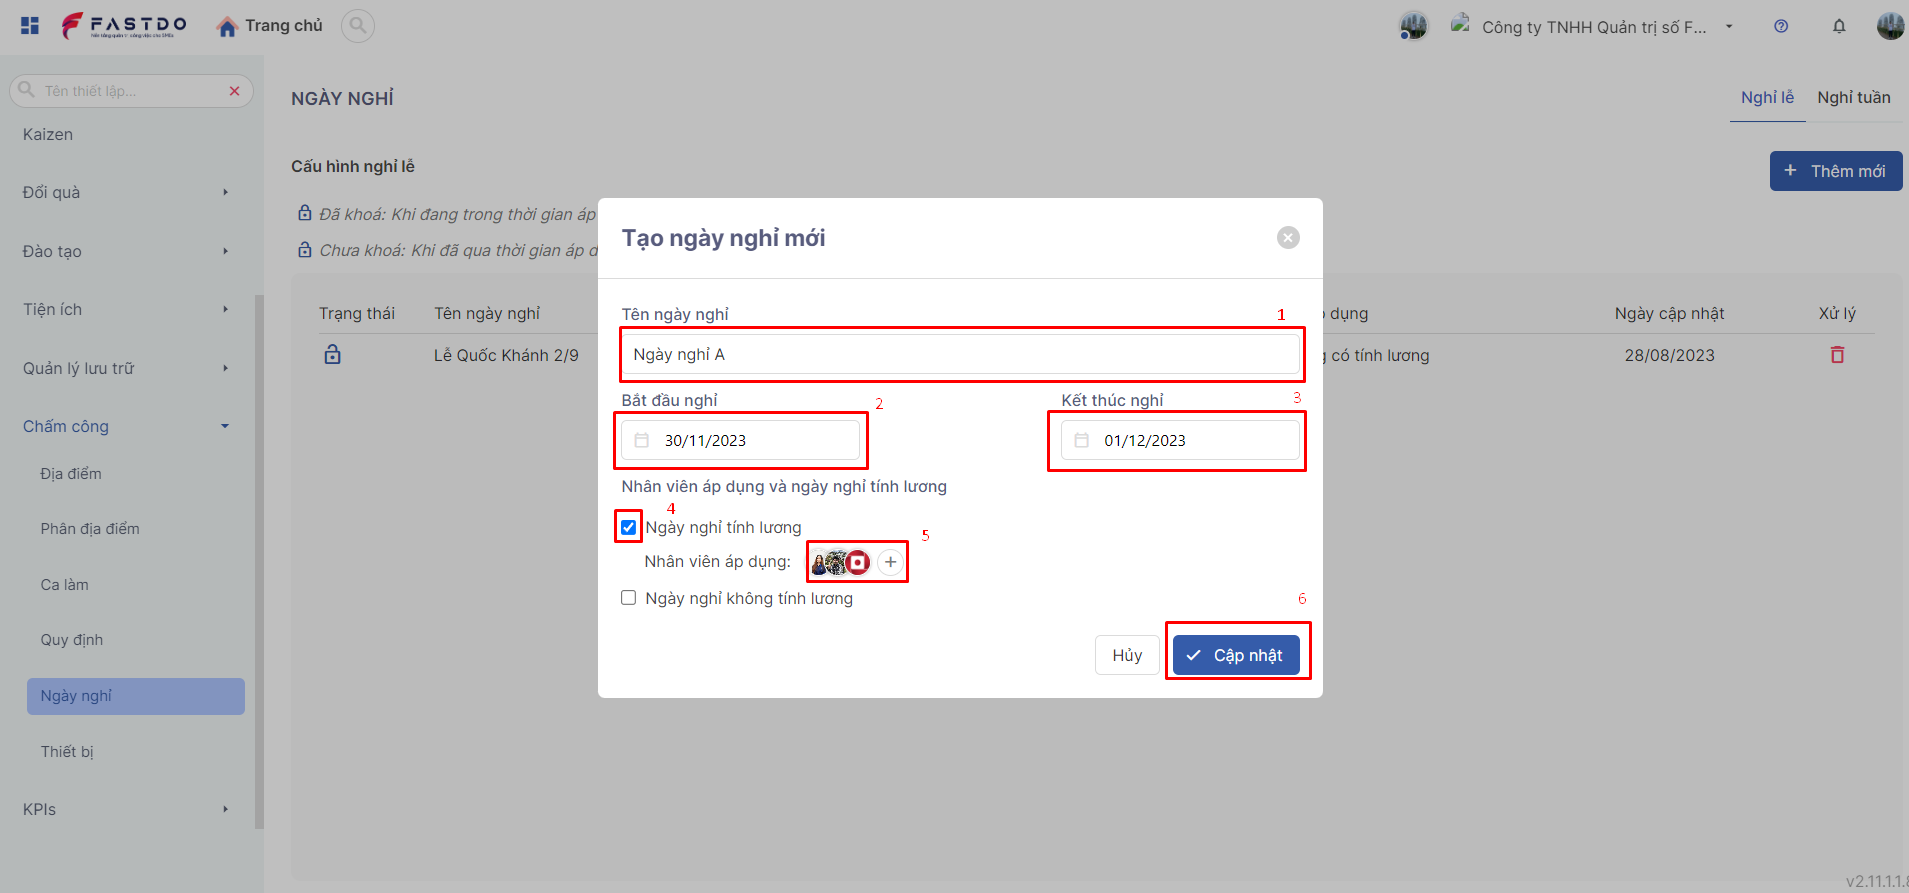 FASTDO
Trang chủ
Công ty TNHH Quản trị số F...
Tên thiết lập...
Kaizen
Đổi quà
Đào tạo
Tiện ích
Quản lý lưu trữ
Chấm công
Địa điểm
Phân địa điểm
Ca làm
Quy định
Ngày nghỉ
Thiết bị
KPIs
NGÀY NGHỈ
Nghỉ lễ
Nghỉ tuần
Cấu hình nghỉ lễ
Thêm mới
Đã khoá: Khi đang trong thời gian áp
Chưa khoá: Khi đã qua thời gian áp d
Trạng thái
Tên ngày nghỉ
dụng
Ngày cập nhật
Xử lý
Lễ Quốc Khánh 2/9
g có tính lương
28/08/2023
Tạo ngày nghỉ mới
Tên ngày nghỉ
1
Ngày nghỉ A
Bắt đầu nghỉ
2
Kết thúc nghỉ
3
30/11/2023
01/12/2023
Nhân viên áp dụng và ngày nghỉ tính lương
4
Ngày nghỉ tính lương
5
Nhân viên áp dụng:
Ngày nghỉ không tính lương
6
Hủy
Cập nhật
v2.11.1.1.8